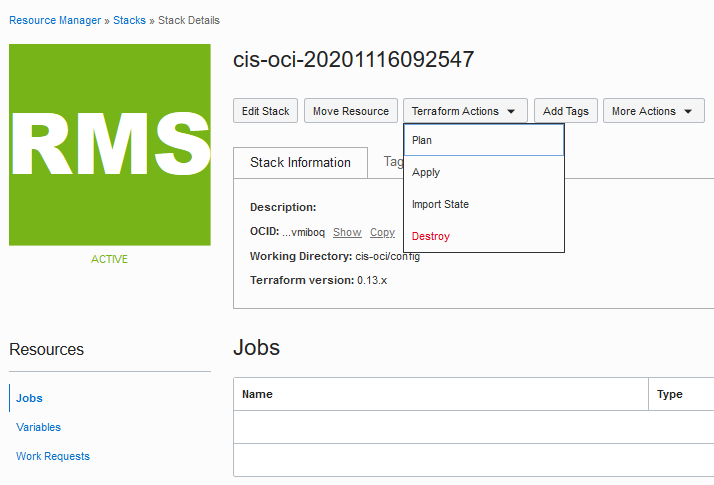 Resource Manager » Stacks » Stack Details
RMS
ACTIVE
cis-oci-20201116092547
Edit Stack
Move Resource
Terraform Actions
Add Tags
More Actions
Plan
Apply
Import State
Destroy
Stack Information
Tag
Description:
OCID: ...vmiboq Show Copy
Working Directory: cis-oci/config
Terraform version: 0.13.x
Resources
Jobs
Variables
Work Requests
Jobs
Name
Type